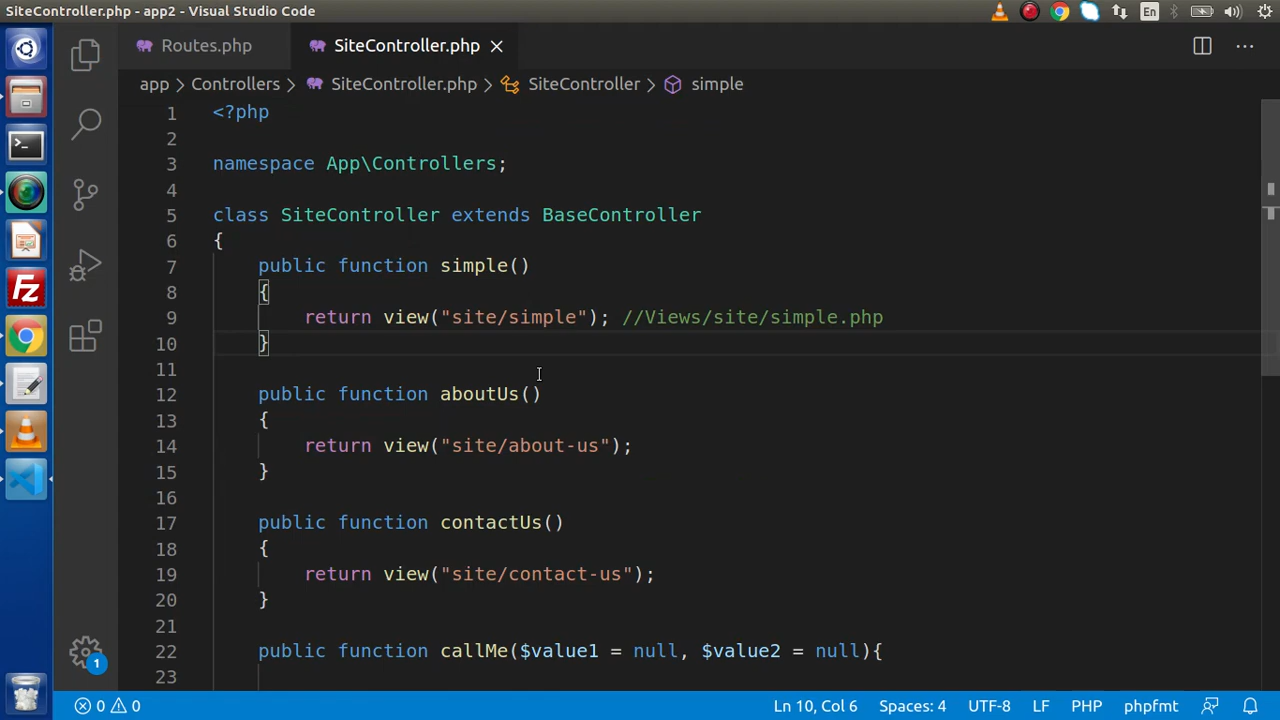 SiteController.php - app2 - Visual Studio Code
En
Routes.php
SiteController.php
app > Controllers > SiteController.php > SiteController > simple
1 <?php
2
3 namespace App\Controllers;
4
5 class SiteController extends BaseController
6 {
7 public function simple()
8 {
9 return view("site/simple"); //Views/site/simple.php
10 }
11
12 public function aboutUs()
13 {
14 return view("site/about-us");
15 }
16
17 public function contactUs()
18 {
19 return view("site/contact-us");
20 }
21
22 public function callMe($value1 = null, $value2 = null){
23
1
0 0 Ln 10, Col 6 Spaces: 4 UTF-8 LF PHP phpfmt